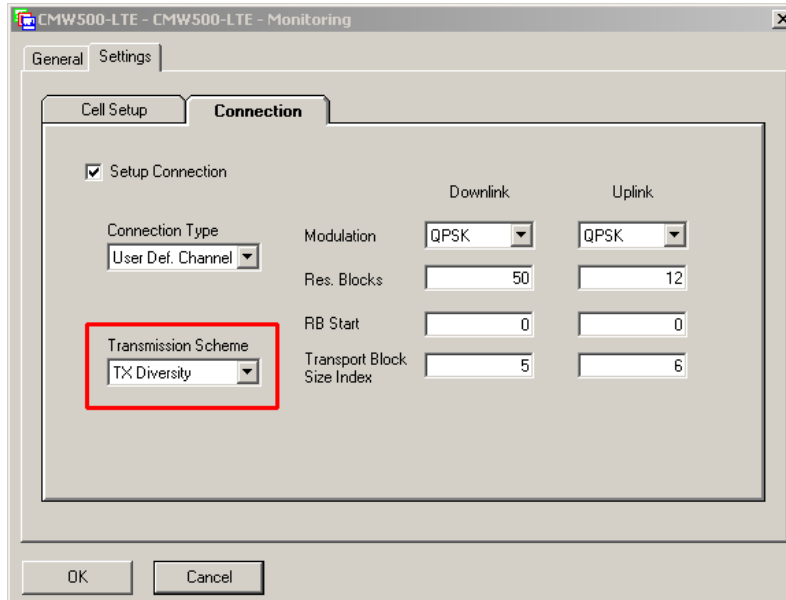 CMW500-LTE - CMW500-LTE - Monitoring
General Settings
Cell Setup Connection
Setup Connection
Downlink Uplink
Connection Type
User Def. Channel
Modulation QPSK QPSK
Res. Blocks 50 12
RB Start 0 0
Transmission Scheme
TX Diversity
Transport Block
Size Index 5 6
OK Cancel